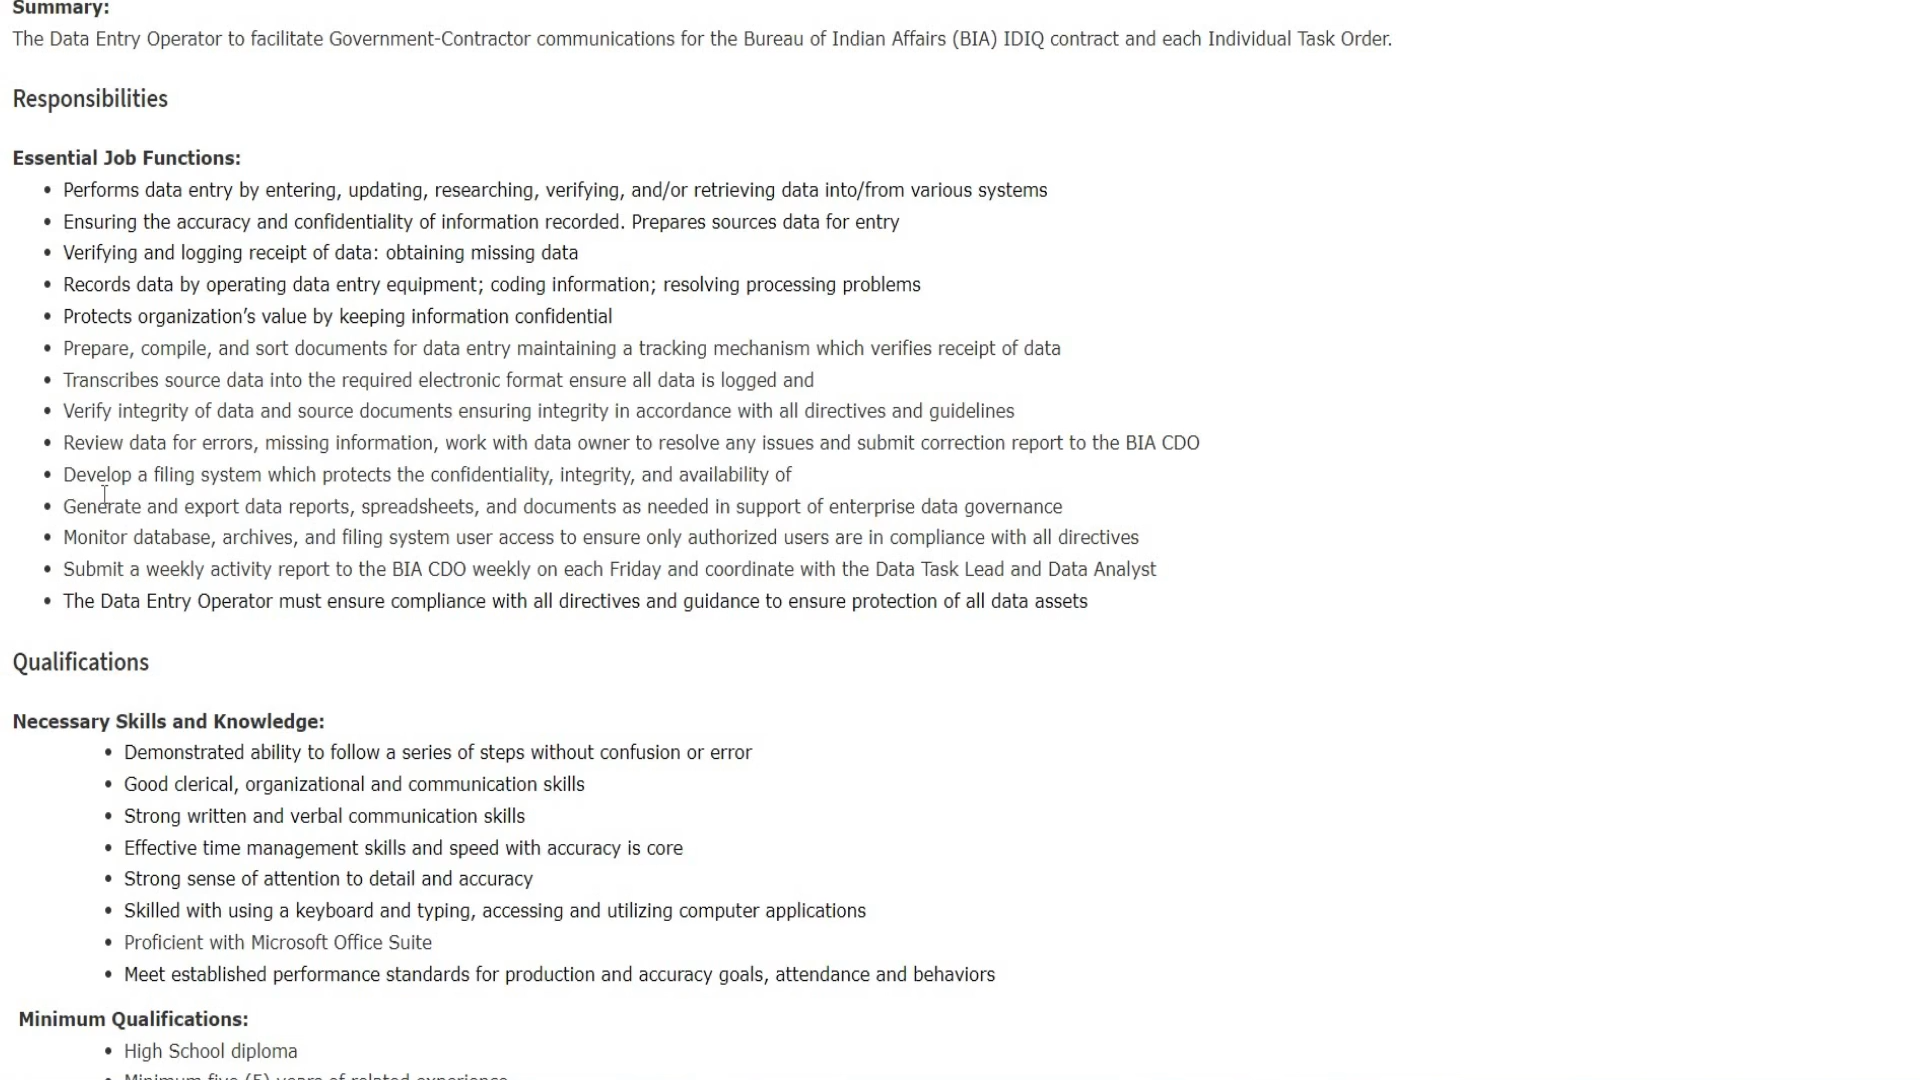 Summary:
The Data Entry Operator to facilitate Government-Contractor communications for the Bureau of Indian Affairs (BIA) IDIQ contract and each Individual Task Order.
Responsibilities
Essential Job Functions:
• Performs data entry by entering, updating, researching, verifying, and/or retrieving data into/from various systems
• Ensuring the accuracy and confidentiality of information recorded. Prepares sources data for entry
• Verifying and logging receipt of data: obtaining missing data
• Records data by operating data entry equipment; coding information; resolving processing problems
• Protects organization’s value by keeping information confidential
• Prepare, compile, and sort documents for data entry maintaining a tracking mechanism which verifies receipt of data
• Transcribes source data into the required electronic format ensure all data is logged and
• Verify integrity of data and source documents ensuring integrity in accordance with all directives and guidelines
• Review data for errors, missing information, work with data owner to resolve any issues and submit correction report to the BIA CDO
• Develop a filing system which protects the confidentiality, integrity, and availability of
• Generate and export data reports, spreadsheets, and documents as needed in support of enterprise data governance
• Monitor database, archives, and filing system user access to ensure only authorized users are in compliance with all directives
• Submit a weekly activity report to the BIA CDO weekly on each Friday and coordinate with the Data Task Lead and Data Analyst
• The Data Entry Operator must ensure compliance with all directives and guidance to ensure protection of all data assets
Qualifications
Necessary Skills and Knowledge:
• Demonstrated ability to follow a series of steps without confusion or error
• Good clerical, organizational and communication skills
• Strong written and verbal communication skills
• Effective time management skills and speed with accuracy is core
• Strong sense of attention to detail and accuracy
• Skilled with using a keyboard and typing, accessing and utilizing computer applications
• Proficient with Microsoft Office Suite
• Meet established performance standards for production and accuracy goals, attendance and behaviors
Minimum Qualifications:
• High School diploma
• Minimum five (5) years of related experience